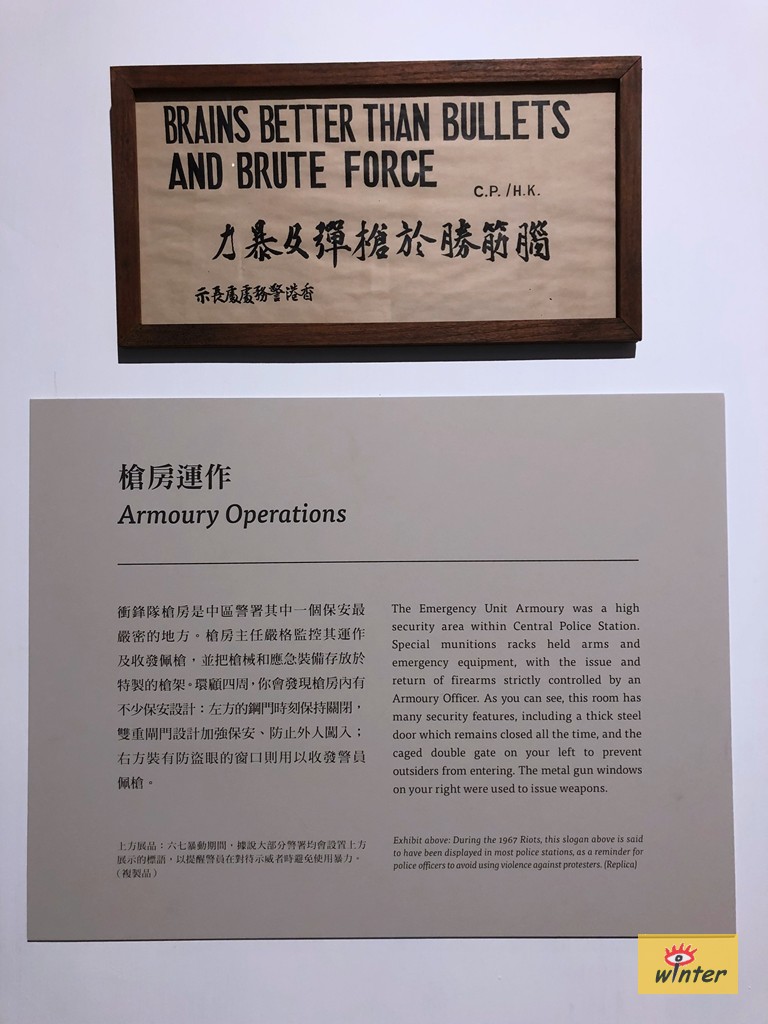 BRAINS BETTER THAN BULLETS
AND BRUTE FORCE
C.P. /H.K.
腦筋勝於槍彈及暴力
香港警務處處長示
槍房運作
Armoury Operations
衝鋒隊槍房是中區警署其中一個保安最
嚴密的地方。槍房主任嚴格監控其運作
及收發佩槍，並把槍械和應急裝備存放於
特製的槍架。環顧四周，你會發現槍房內有
不少保安設計：左方的鋼門時刻保持關閉，
雙重閘門設計加強保安、防止外人闖入；
右方裝有防盜眼的窗口則用以收發警員
佩槍。
The Emergency Unit Armoury was a high
security area within Central Police Station.
Special munitions racks held arms and
emergency equipment, with the issue and
return of firearms strictly controlled by an
Armoury Officer. As you can see, this room has
many security features, including a thick steel
door which remains closed all the time, and the
caged double gate on your left to prevent
outsiders from entering. The metal gun windows
on your right were used to issue weapons.
上方展品：六七暴動期間，據說大部分警署均會設置上方
展示的標語，以提醒警員在對待示威者時避免使用暴力。
（複製品）
Exhibit above: During the 1967 Riots, this slogan above is said
to have been displayed in most police stations, as a reminder for
police officers to avoid using violence against protesters. (Replica)
winter